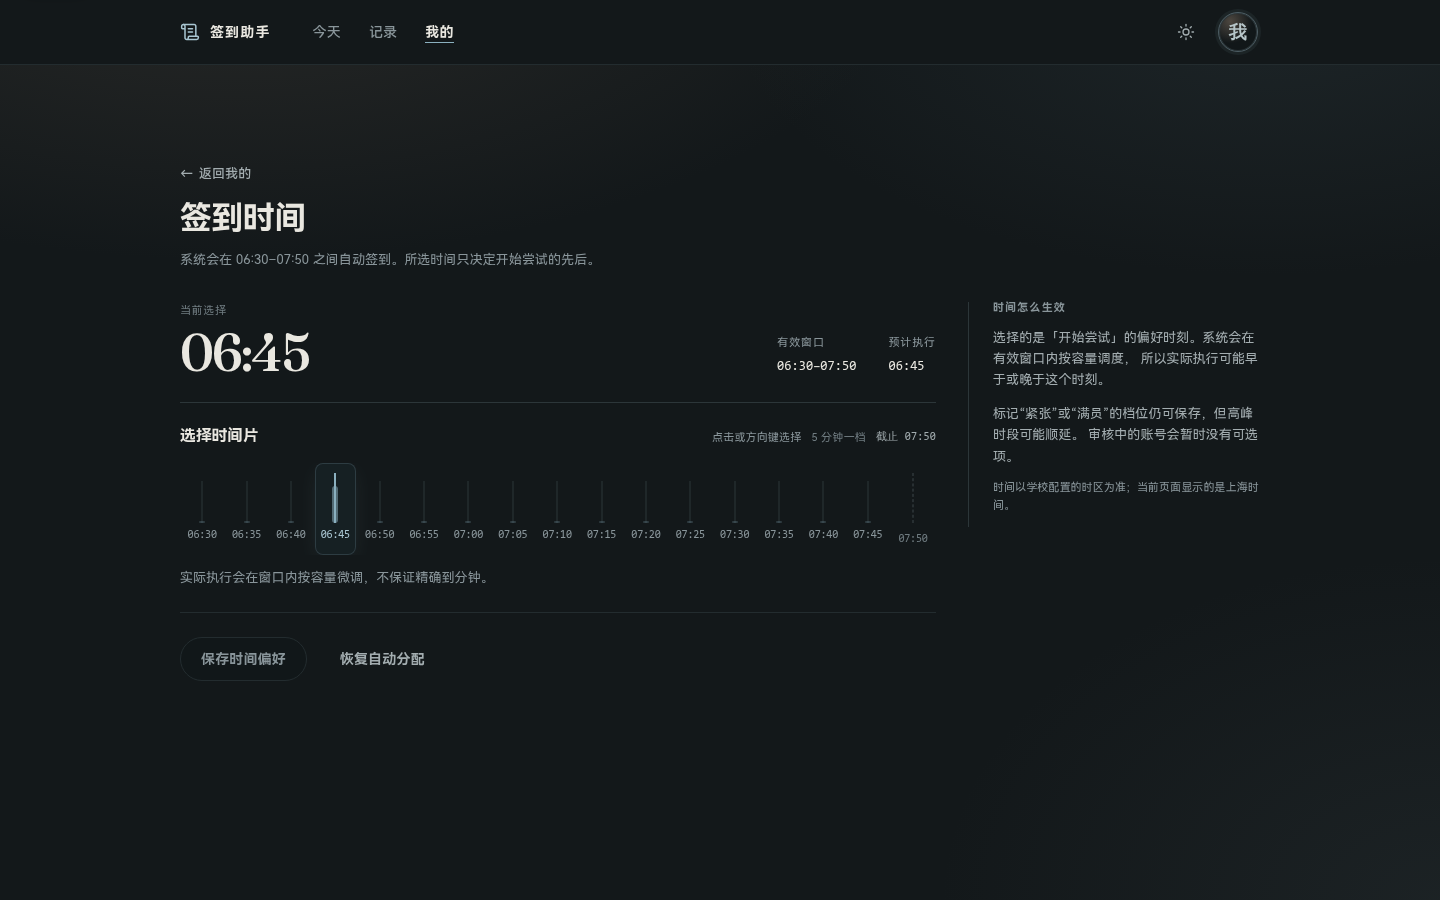 签到助手
今天
记录
我的
我
← 返回我的
签到时间
系统会在 06:30–07:50 之间自动签到。所选时间只决定开始尝试的先后。
当前选择
06:45
有效窗口
06:30–07:50
预计执行
06:45
选择时间片
点击或方向键选择 5 分钟一档 截止 07:50
06:30 06:35 06:40 06:45 06:50 06:55 07:00 07:05 07:10 07:15 07:20 07:25 07:30 07:35 07:40 07:45 07:50
实际执行会在窗口内按容量微调，不保证精确到分钟。
保存时间偏好
恢复自动分配
时间怎么生效
选择的是「开始尝试」的偏好时刻。系统会在
有效窗口内按容量调度， 所以实际执行可能早
于或晚于这个时刻。
标记“紧张”或“满员”的档位仍可保存，但高峰
时段可能顺延。 审核中的账号会暂时没有可选
项。
时间以学校配置的时区为准；当前页面显示的是上海时
间。